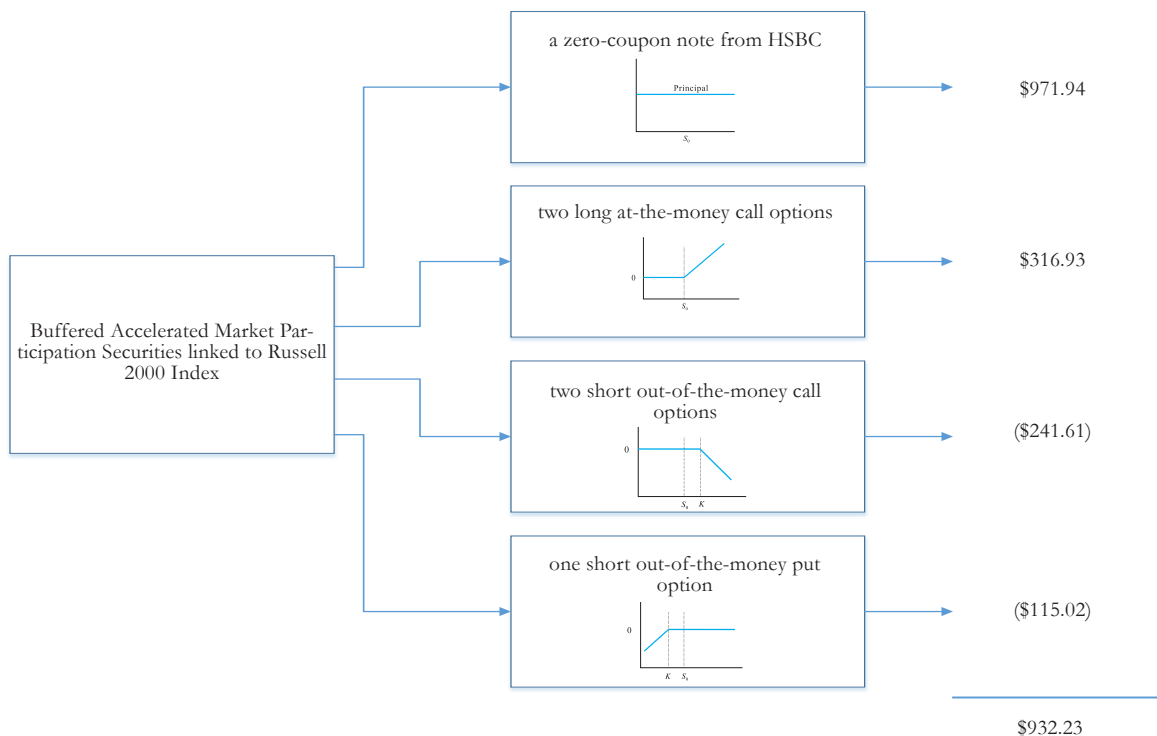 a zero-coupon note from HSBC
Principal
S₀
$971.94
two long at-the-money call options
0
S₀
$316.93
Buffered Accelerated Market Par-
ticipation Securities linked to Russell
2000 Index
two short out-of-the-money call
options
0
S₀ K
($241.61)
one short out-of-the-money put
option
0
K S₀
($115.02)
$932.23